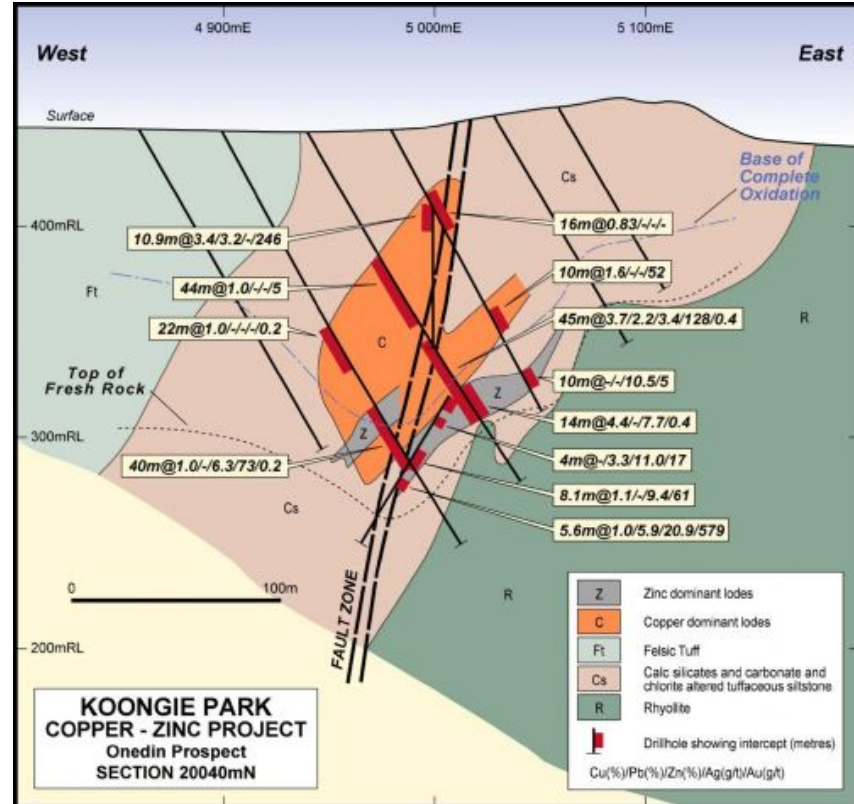 4 900mE
5 000mE
5 100mE
West
East
Surface
Cs
Base of
Complete
Oxidation
400mRL
10.9m@3.4/3.2/-/246
16m@0.83/-/-/-
Ft
44m@1.0/-/-/5
10m@1.6/-/-/52
22m@1.0/-/-/-/0.2
C
45m@3.7/2.2/3.4/128/0.4
R
Top of
Fresh Rock
10m@-/-/10.5/5
Z
Z
300mRL
14m@4.4/-/7.7/0.4
40m@1.0/-/6.3/73/0.2
4m@-/3.3/11.0/17
8.1m@1.1/-/9.4/61
Cs
5.6m@1.0/5.9/20.9/579
0
100m
FAULT ZONE
R
200mRL
KOONGIE PARK
COPPER - ZINC PROJECT
Onedin Prospect
SECTION 20040mN
Z Zinc dominant lodes
C Copper dominant lodes
Ft Felsic Tuff
Cs Calc silicates and carbonate and
chlorite altered tuffaceous siltstone
R Rhyollite
Drillhole showing intercept (metres)
Cu(%)/Pb(%)/Zn(%)/Ag(g/t)/Au(g/t)